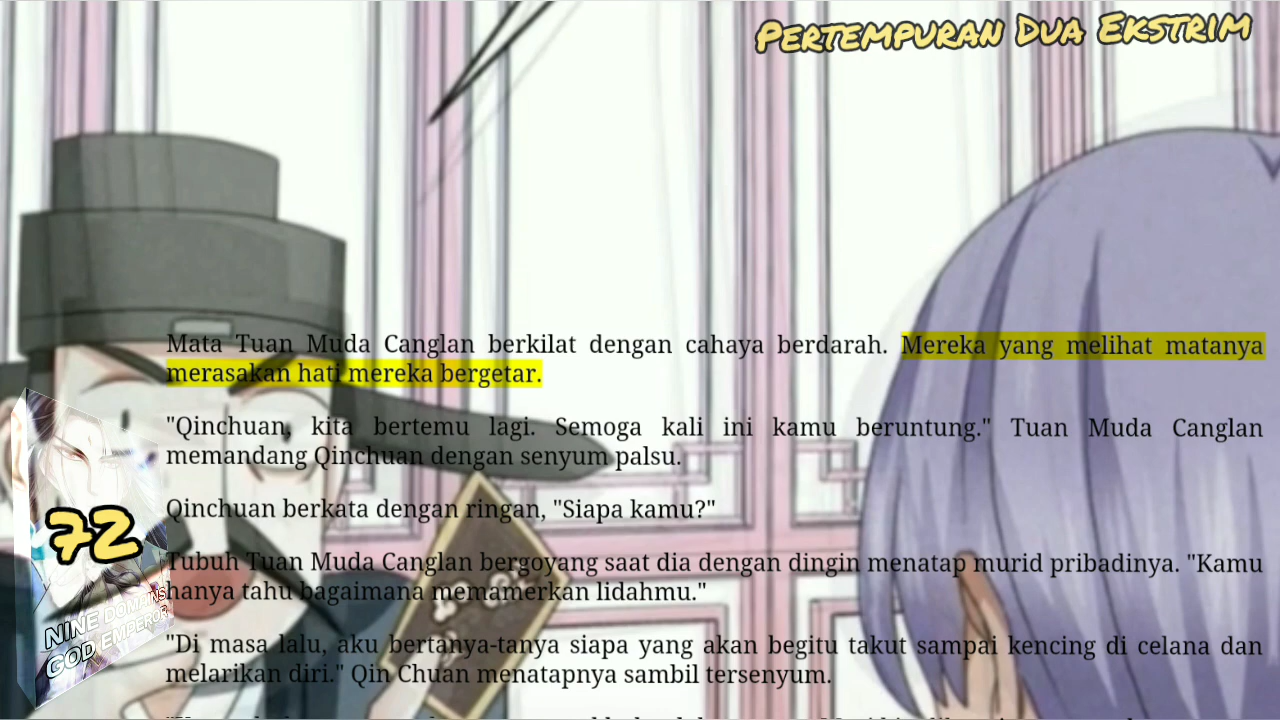 Pertempuran Dua Ekstrim
Mata Tuan Muda Canglan berkilat dengan cahaya berdarah. Mereka yang melihat matanya
merasakan hati mereka bergetar.
"Qinchuan, kita bertemu lagi. Semoga kali ini kamu beruntung." Tuan Muda Canglan
memandang Qinchuan dengan senyum palsu.
Qinchuan berkata dengan ringan, "Siapa kamu?"
72
Tubuh Tuan Muda Canglan bergoyang saat dia dengan dingin menatap murid pribadinya. "Kamu
hanya tahu bagaimana memamerkan lidahmu."
NINE DOMAINS
GOD EMPEROR
"Di masa lalu, aku bertanya-tanya siapa yang akan begitu takut sampai kencing di celana dan
melarikan diri." Qin Chuan menatapnya sambil tersenyum.